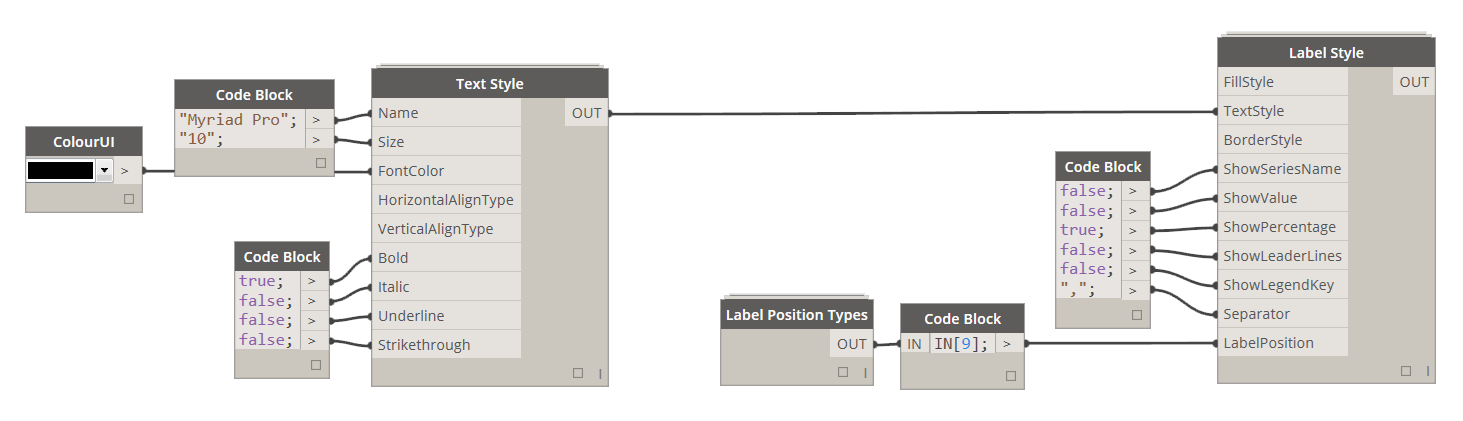 ColourUI
>
Code Block
"Myriad Pro"; >
"10"; >
Code Block
true; >
false; >
false; >
false; >
Text Style
Name OUT
Size
FontColor
HorizontalAlignType
VerticalAlignType
Bold
Italic
Underline
Strikethrough
Label Position Types
OUT
Code Block
IN IN[9]; >
Code Block
false; >
false; >
true; >
false; >
false; >
","; >
Label Style
FillStyle OUT
TextStyle
BorderStyle
ShowSeriesName
ShowValue
ShowPercentage
ShowLeaderLines
ShowLegendKey
Separator
LabelPosition